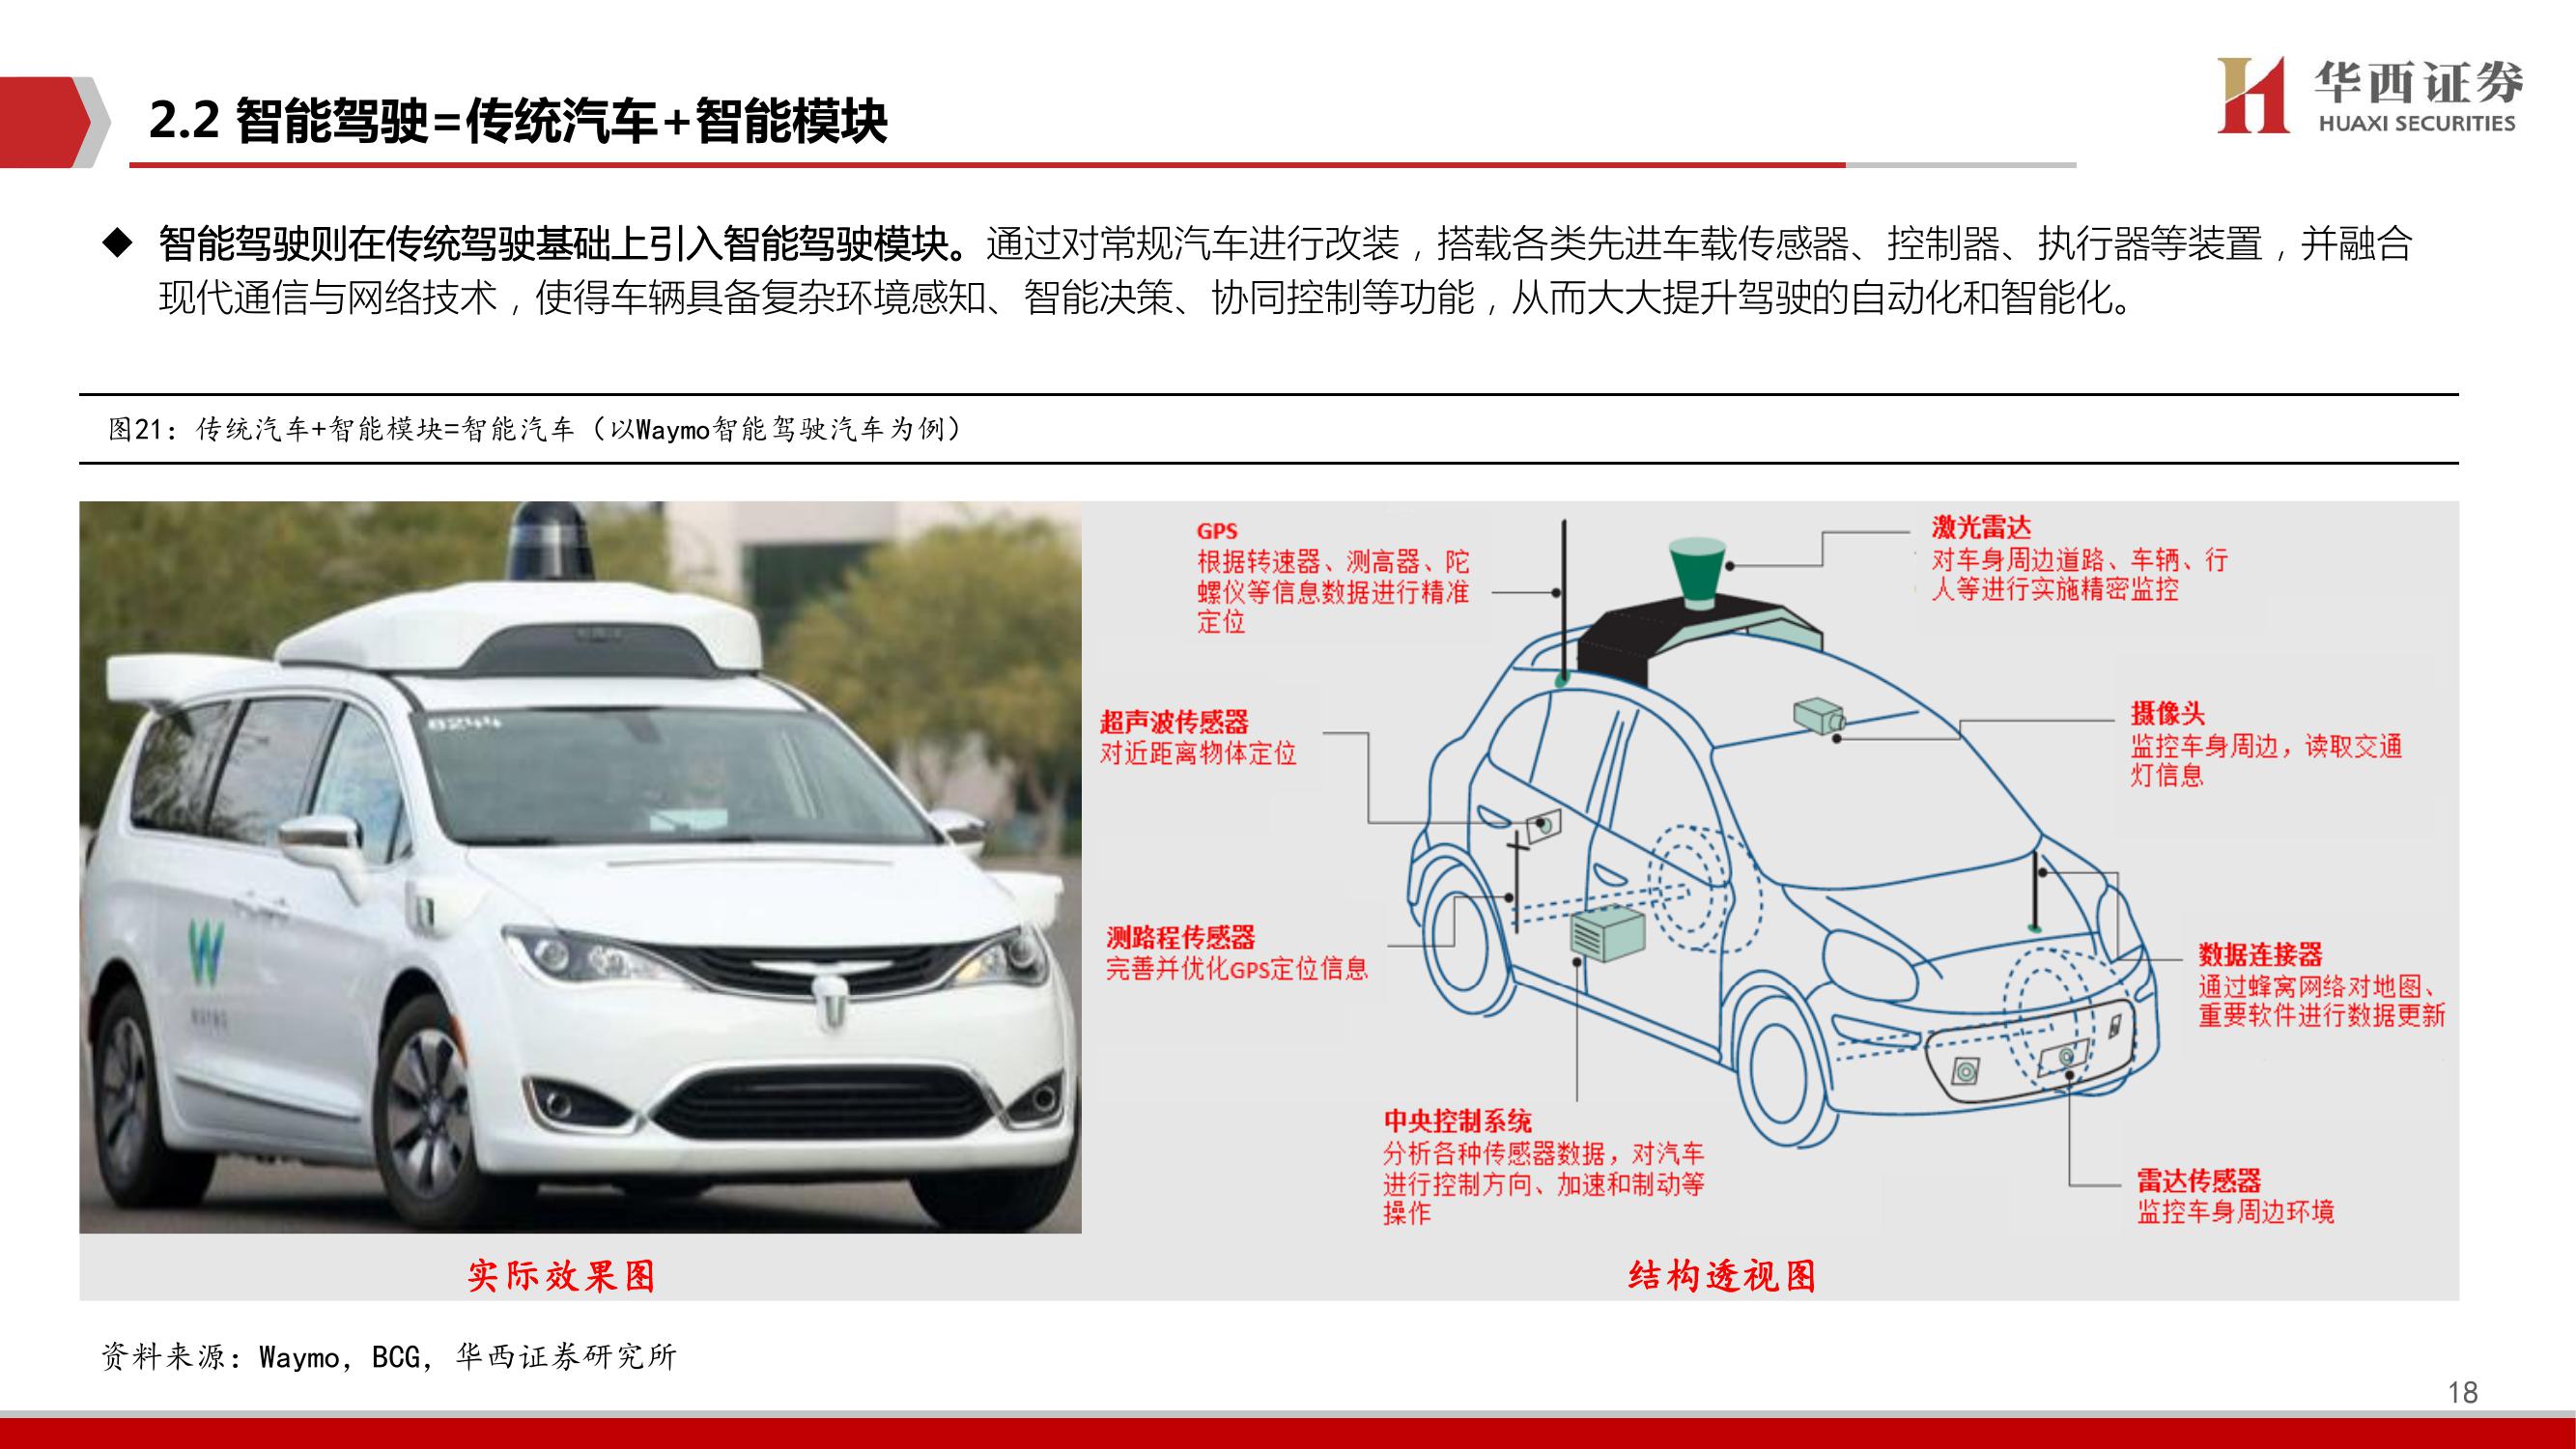 2.2 智能驾驶=传统汽车+智能模块
华西证券
HUAXI SECURITIES
◆ 智能驾驶则在传统驾驶基础上引入智能驾驶模块。通过对常规汽车进行改装，搭载各类先进车载传感器、控制器、执行器等装置，并融合
现代通信与网络技术，使得车辆具备复杂环境感知、智能决策、协同控制等功能，从而大大提升驾驶的自动化和智能化。
图21：传统汽车+智能模块=智能汽车（以Waymo智能驾驶汽车为例）
8244
W
WAYMO
GPS
根据转速器、测高器、陀
螺仪等信息数据进行精准
定位
激光雷达
对车身周边道路、车辆、行
人等进行实施精密监控
超声波传感器
对近距离物体定位
摄像头
监控车身周边，读取交通
灯信息
测路程传感器
完善并优化GPS定位信息
数据连接器
通过蜂窝网络对地图、
重要软件进行数据更新
中央控制系统
分析各种传感器数据，对汽车
进行控制方向、加速和制动等
操作
雷达传感器
监控车身周边环境
实际效果图
结构透视图
资料来源：Waymo，BCG，华西证券研究所
18